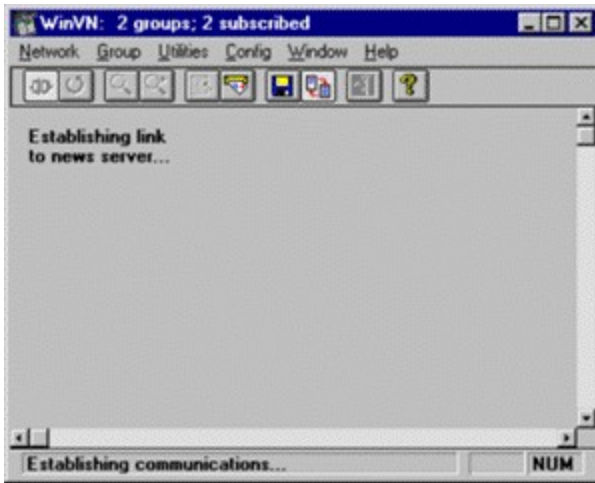 WinVN: 2 groups; 2 subscribed
Network Group Utilities Config Window Help
Establishing link
to news server...
Establishing communications... NUM